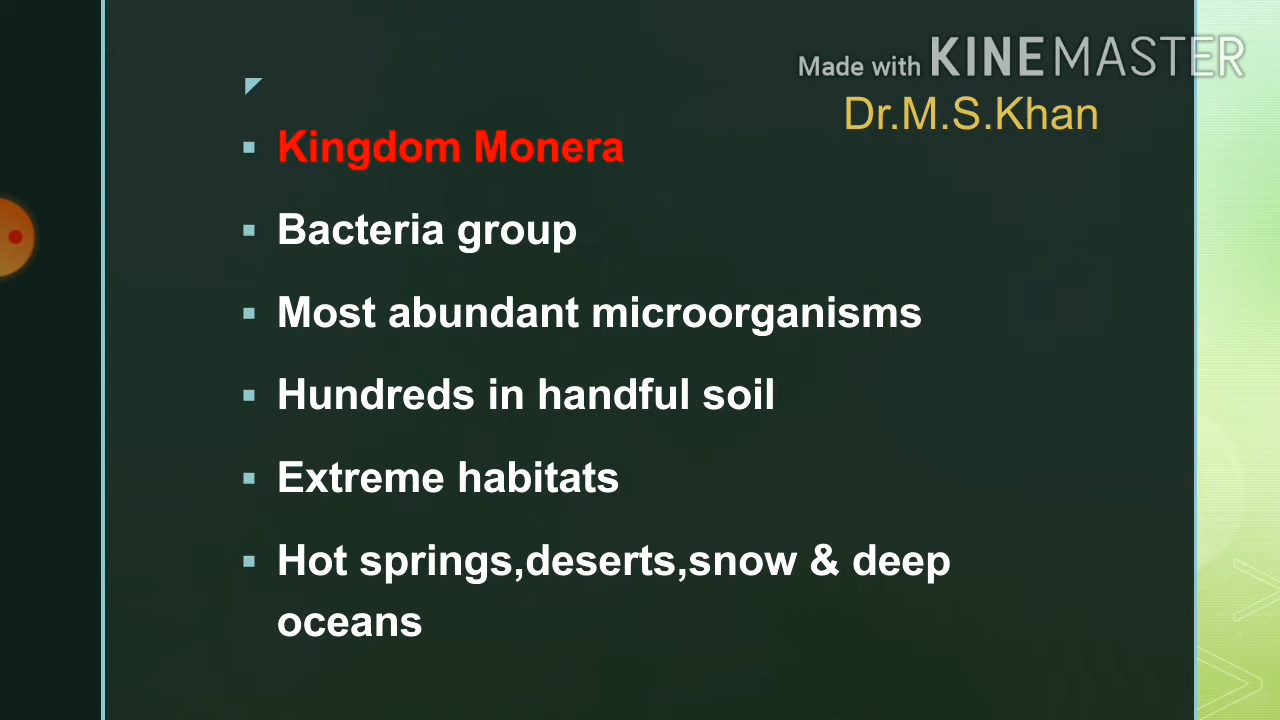 Made with KINEMASTER
Dr.M.S.Khan
Kingdom Monera
Bacteria group
Most abundant microorganisms
Hundreds in handful soil
Extreme habitats
Hot springs,deserts,snow & deep
oceans